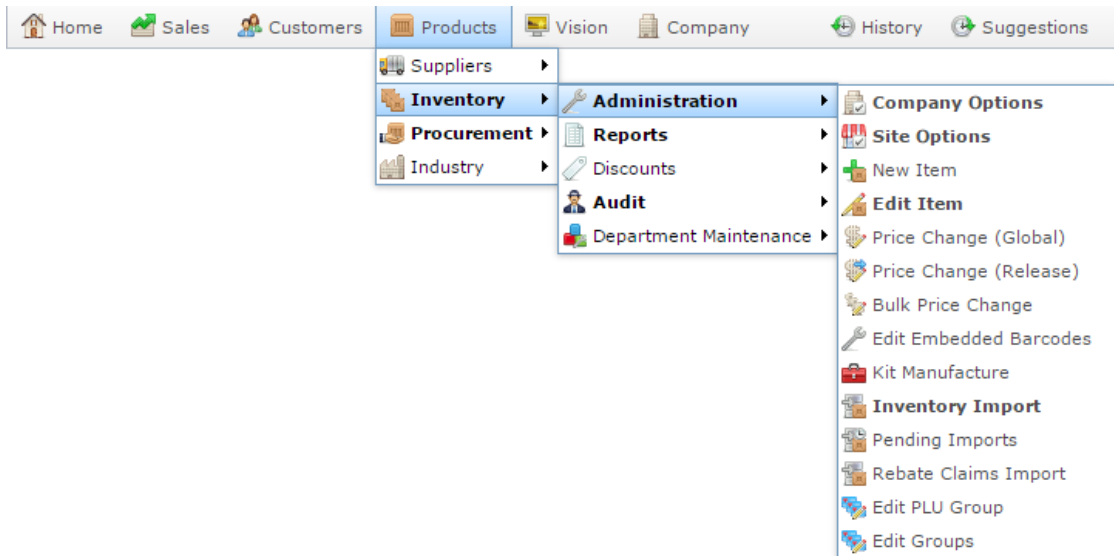 Home Sales Customers Products Vision Company History Suggestions
Suppliers
Inventory
Procurement
Industry
Administration
Reports
Discounts
Audit
Department Maintenance
Company Options
Site Options
New Item
Edit Item
Price Change (Global)
Price Change (Release)
Bulk Price Change
Edit Embedded Barcodes
Kit Manufacture
Inventory Import
Pending Imports
Rebate Claims Import
Edit PLU Group
Edit Groups